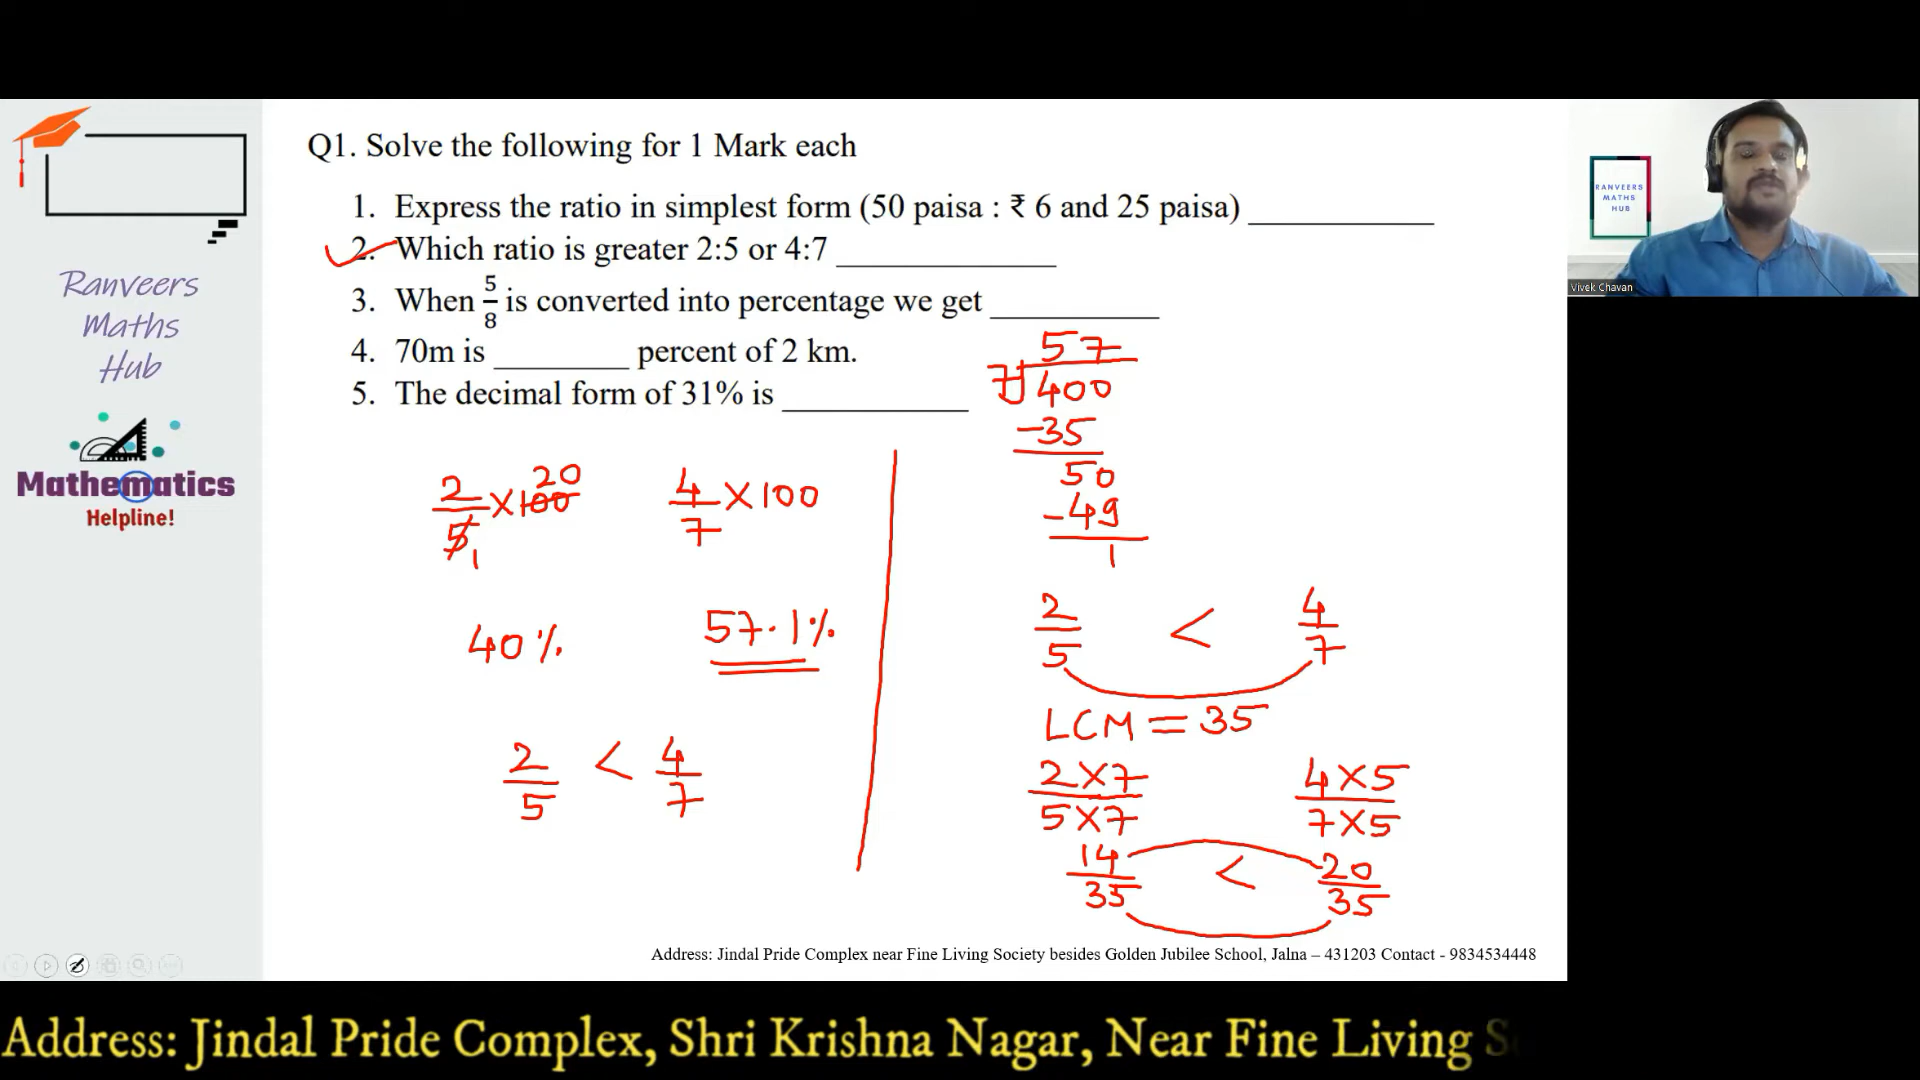 Q1. Solve the following for 1 Mark each
1. Express the ratio in simplest form (50 paisa : ₹ 6 and 25 paisa) ____________
2. Which ratio is greater 2:5 or 4:7 ______________
3. When 5/8 is converted into percentage we get ___________
4. 70m is _________ percent of 2 km.
5. The decimal form of 31% is ____________
Ranveers
Maths
Hub
Mathematics
Helpline!
2/5 × 100 20
1
4/7 × 100
40%
57.1%
2/5 < 4/7
57
7)400
-35
50
-49
1
2/5 < 4/7
LCM = 35
2×7/5×7 4×5/7×5
14/35 < 20/35
RANVEERS
MATHS
HUB
Vivek Chavan
Address: Jindal Pride Complex near Fine Living Society besides Golden Jubilee School, Jalna – 431203 Contact - 9834534448
Address: Jindal Pride Complex, Shri Krishna Nagar, Near Fine Living S